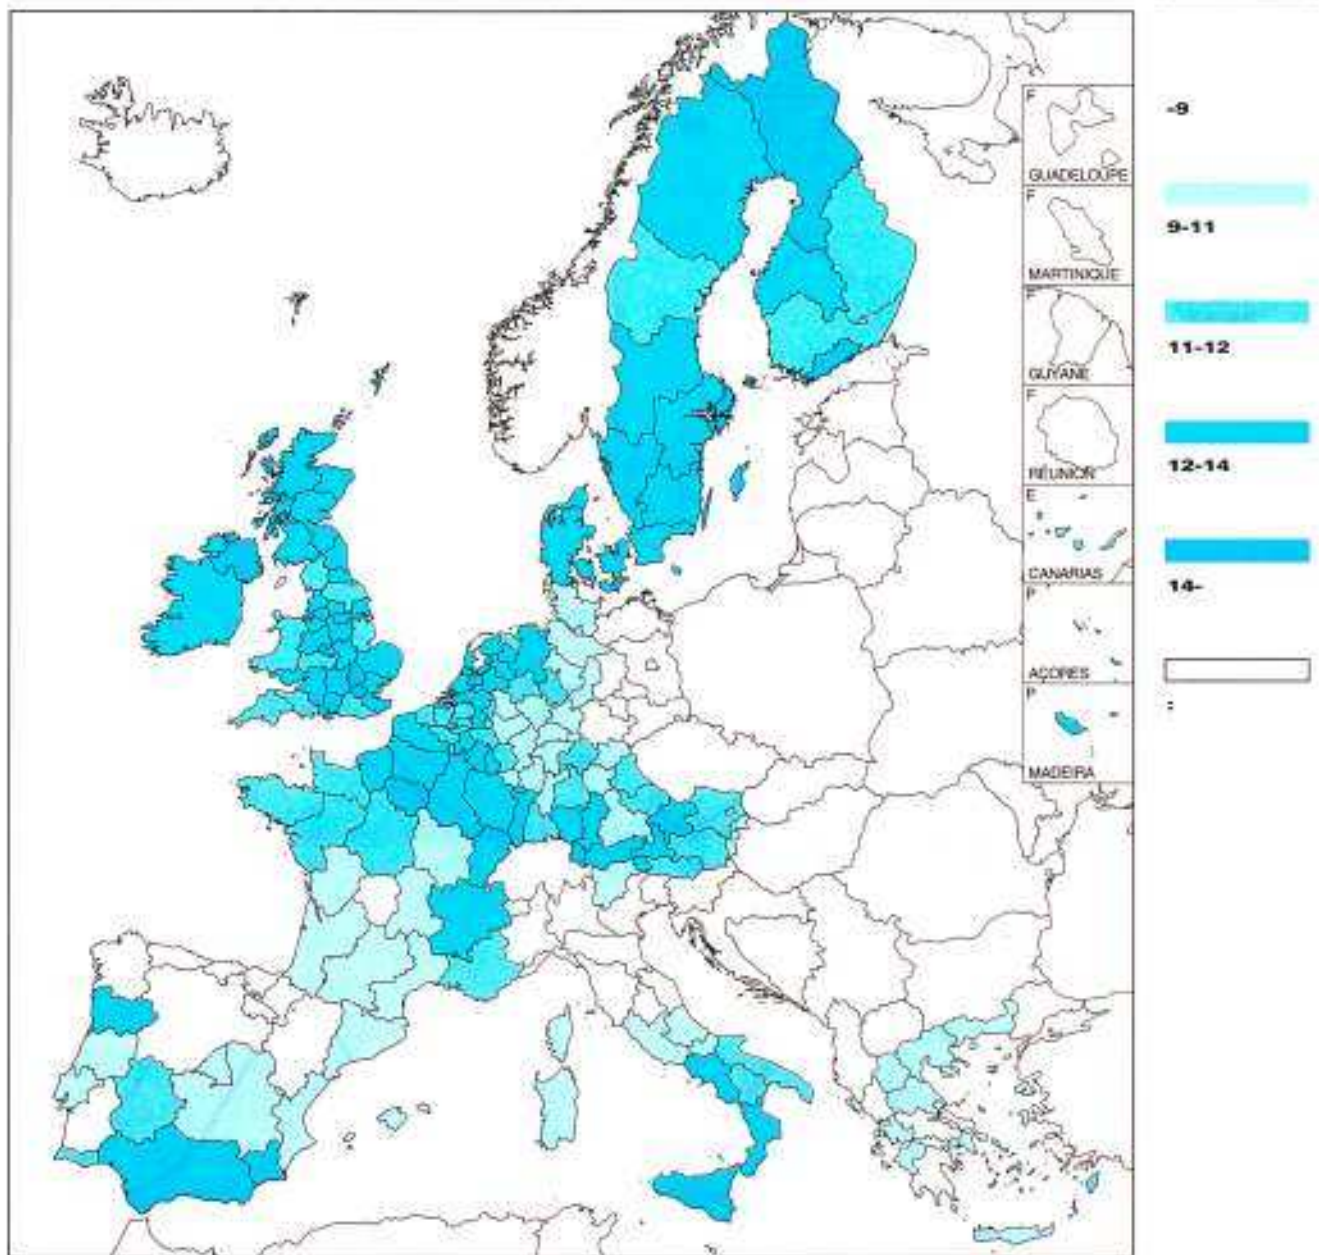 F
GUADELOUPE
F
MARTINIQUE
F
GUYANE
F
RÉUNION
E
CANARIAS
P
AÇORES
P
MADEIRA
-9
9-11
11-12
12-14
14-
: